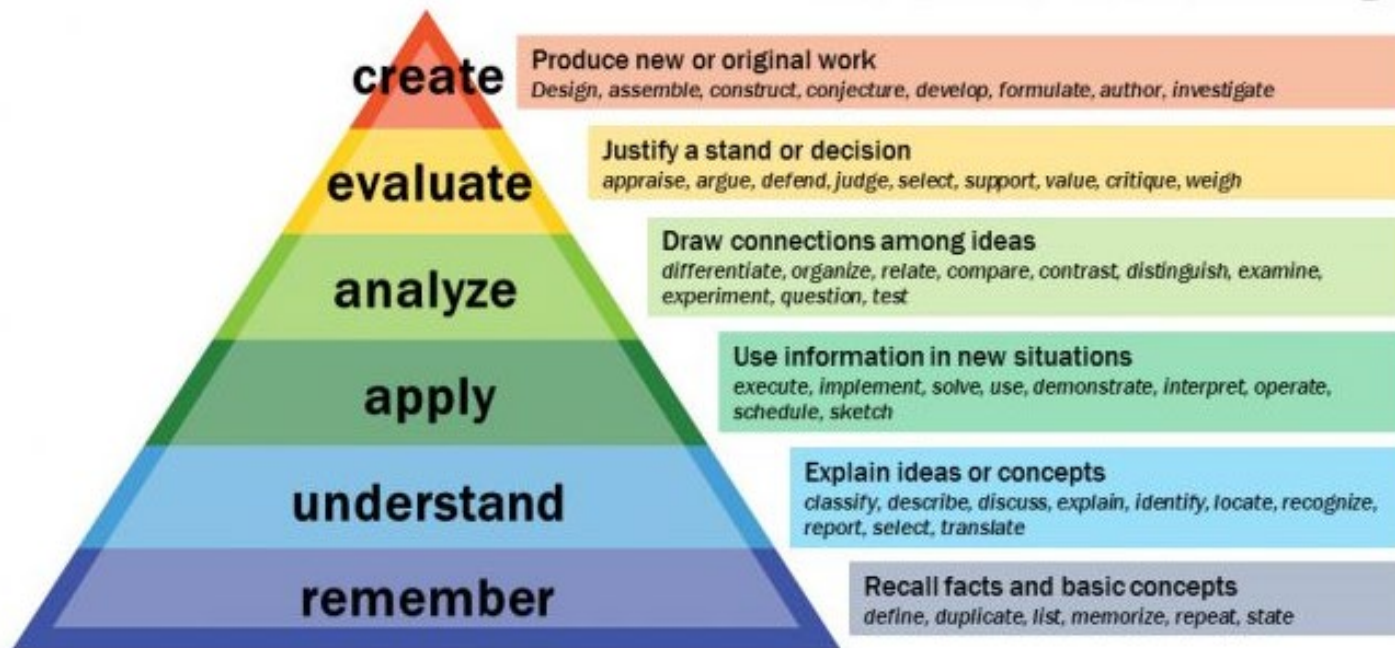 create
Produce new or original work
Design, assemble, construct, conjecture, develop, formulate, author, investigate
evaluate
Justify a stand or decision
appraise, argue, defend, judge, select, support, value, critique, weigh
analyze
Draw connections among ideas
differentiate, organize, relate, compare, contrast, distinguish, examine,
experiment, question, test
apply
Use information in new situations
execute, implement, solve, use, demonstrate, interpret, operate,
schedule, sketch
understand
Explain ideas or concepts
classify, describe, discuss, explain, identify, locate, recognize,
report, select, translate
remember
Recall facts and basic concepts
define, duplicate, list, memorize, repeat, state